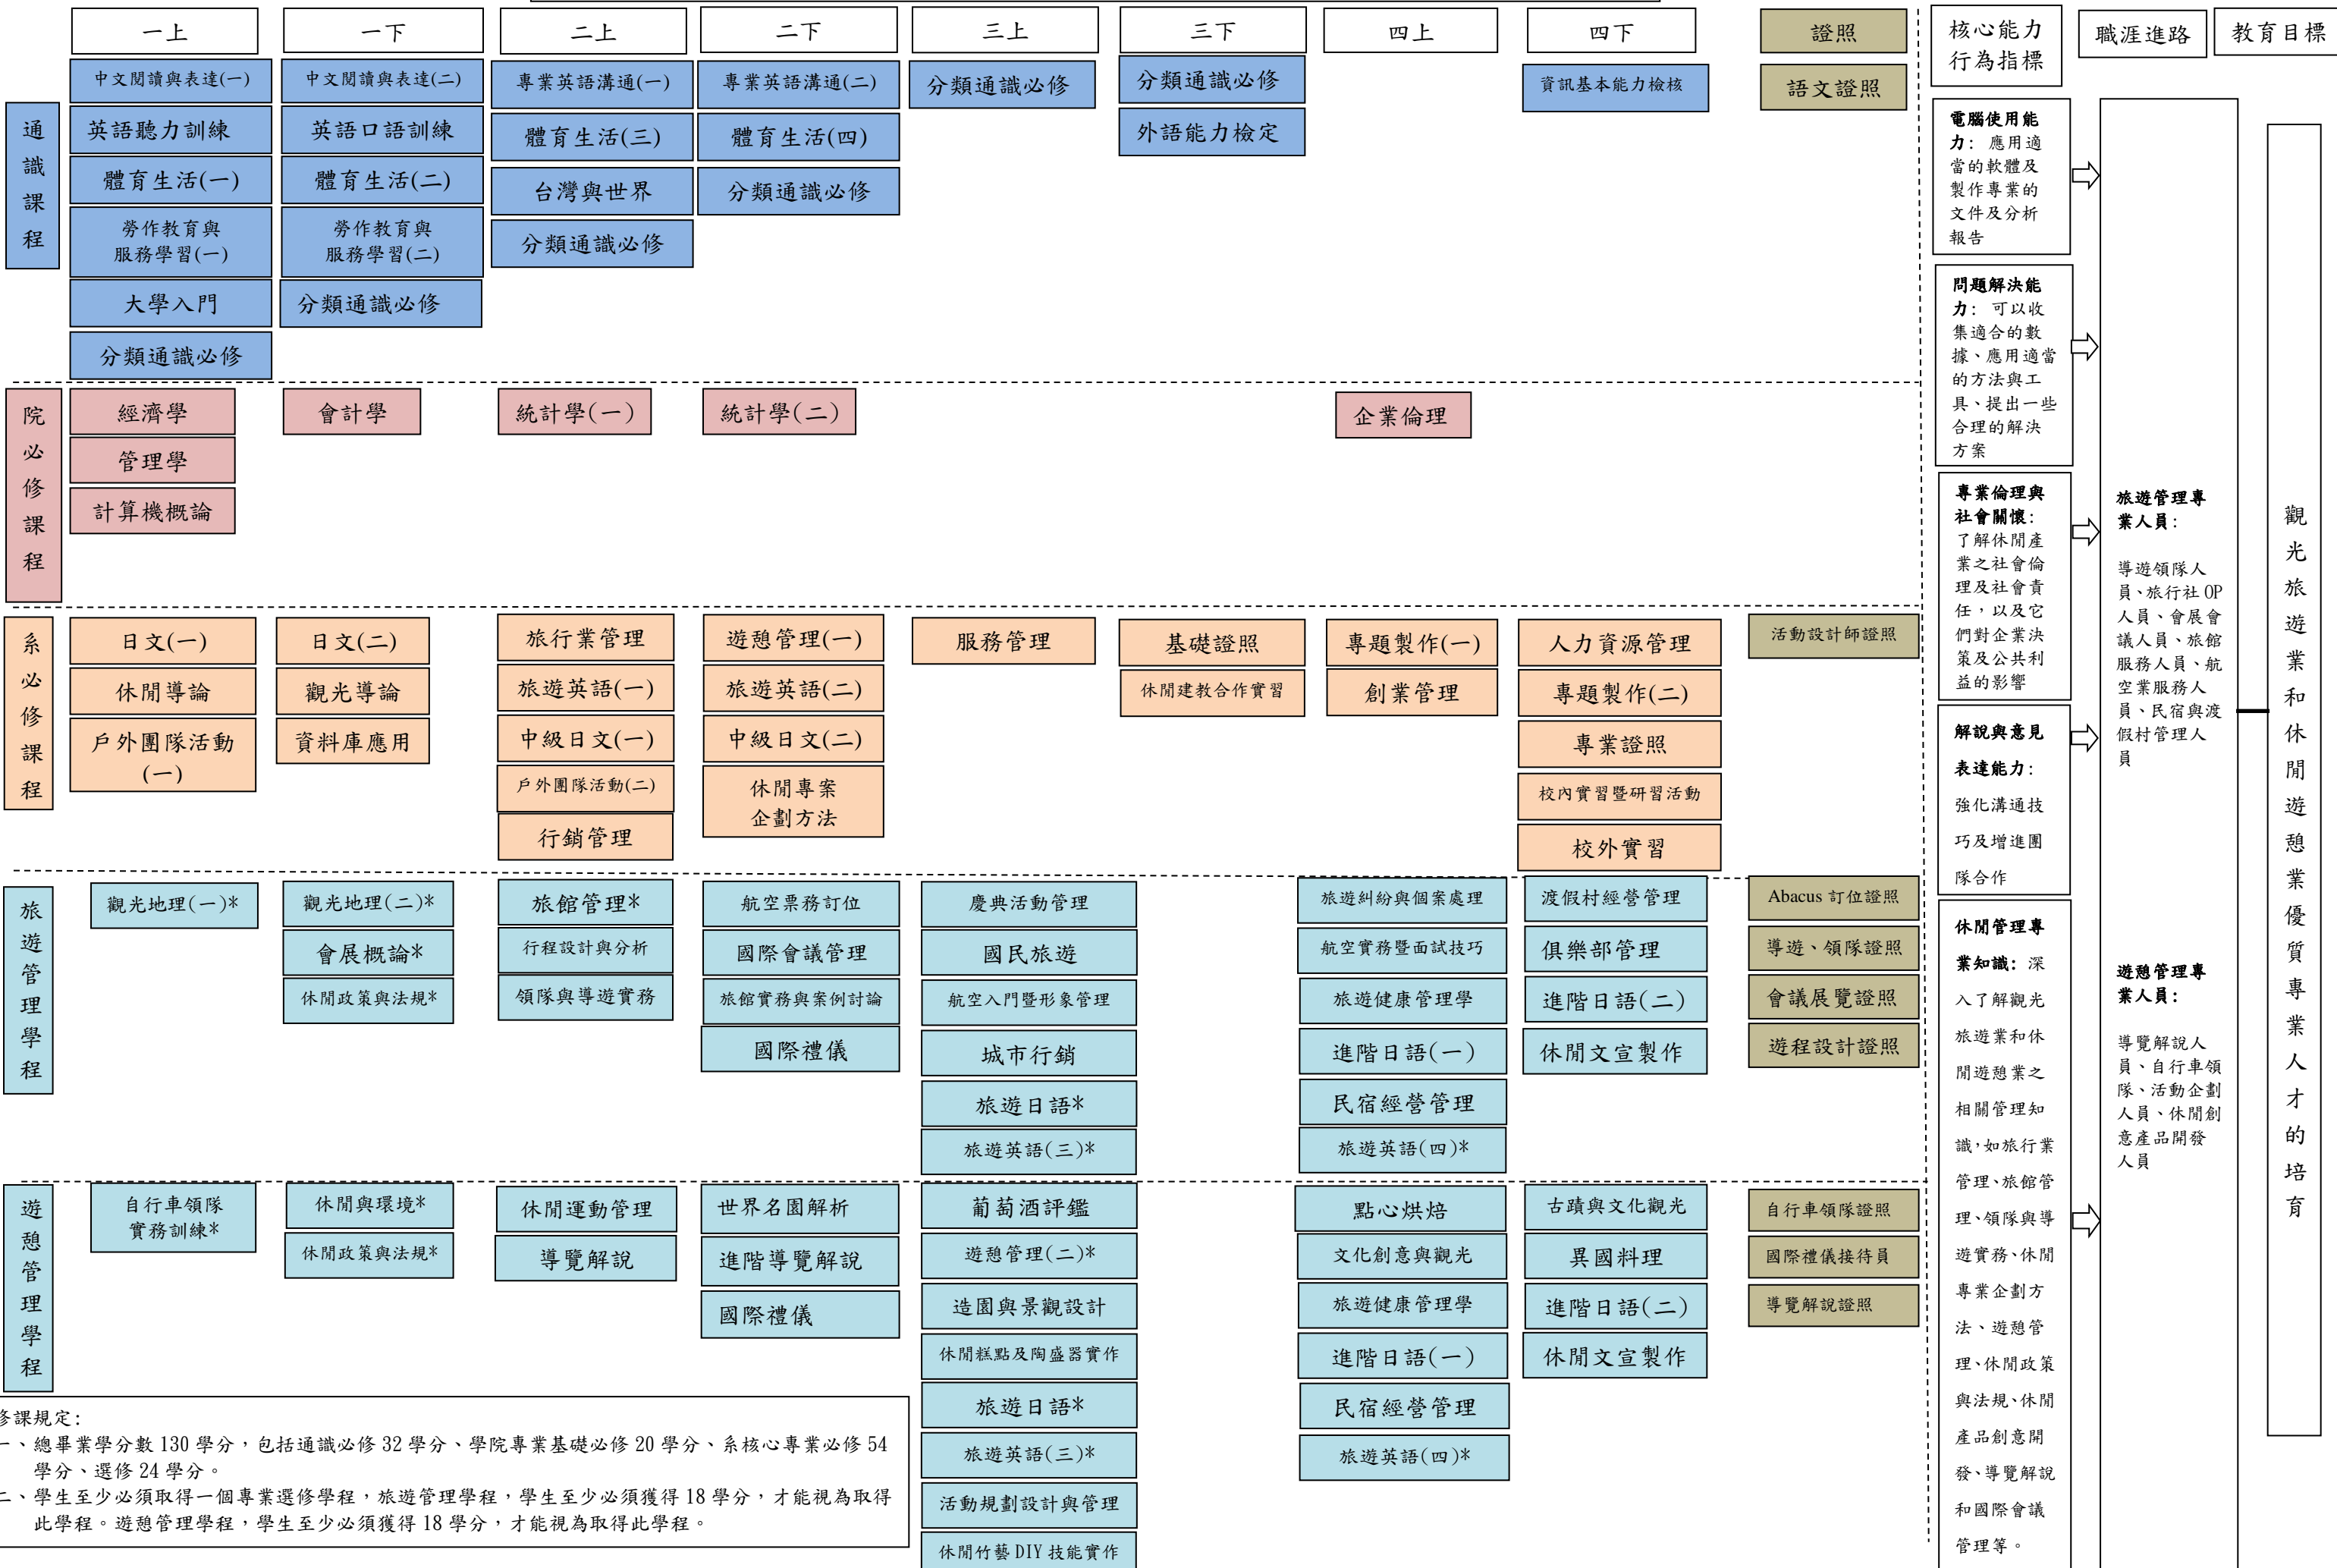 一上
一下
二上
二下
三上
三下
四上
四下
證照
核心能力
行為指標
職涯進路
教育目標
通
識
課
程
中文閱讀與表達(一)
英語聽力訓練
體育生活(一)
勞作教育與
服務學習(一)
大學入門
分類通識必修
中文閱讀與表達(二)
英語口語訓練
體育生活(二)
勞作教育與
服務學習(二)
分類通識必修
專業英語溝通(一)
體育生活(三)
台灣與世界
分類通識必修
專業英語溝通(二)
體育生活(四)
分類通識必修
分類通識必修
分類通識必修
外語能力檢定
資訊基本能力檢核
語文證照
院
必
修
課
程
經濟學
管理學
計算機概論
會計學
統計學(一)
統計學(二)
企業倫理
系
必
修
課
程
日文(一)
休閒導論
戶外團隊活動
(一)
日文(二)
觀光導論
資料庫應用
旅行業管理
旅遊英語(一)
中級日文(一)
戶外團隊活動(二)
行銷管理
遊憩管理(一)
旅遊英語(二)
中級日文(二)
休閒專案
企劃方法
服務管理
基礎證照
休閒建教合作實習
專題製作(一)
創業管理
人力資源管理
專題製作(二)
專業證照
校內實習暨研習活動
校外實習
活動設計師證照
旅
遊
管
理
學
程
觀光地理(一)*
觀光地理(二)*
會展概論*
休閒政策與法規*
旅館管理*
行程設計與分析
領隊與導遊實務
航空票務訂位
國際會議管理
旅館實務與案例討論
國際禮儀
慶典活動管理
國民旅遊
航空入門暨形象管理
城市行銷
旅遊日語*
旅遊英語(三)*
旅遊糾紛與個案處理
航空實務暨面試技巧
旅遊健康管理學
進階日語(一)
民宿經營管理
旅遊英語(四)*
渡假村經營管理
俱樂部管理
進階日語(二)
休閒文宣製作
Abacus 訂位證照
導遊、領隊證照
會議展覽證照
遊程設計證照
遊
憩
管
理
學
程
自行車領隊
實務訓練*
休閒與環境*
休閒政策與法規*
休閒運動管理
導覽解說
世界名園解析
進階導覽解說
國際禮儀
葡萄酒評鑑
遊憩管理(二)*
造園與景觀設計
休閒糕點及陶盛器實作
旅遊日語*
旅遊英語(三)*
活動規劃設計與管理
休閒竹藝 DIY 技能實作
點心烘焙
文化創意與觀光
旅遊健康管理學
進階日語(一)
民宿經營管理
旅遊英語(四)*
古蹟與文化觀光
異國料理
進階日語(二)
休閒文宣製作
自行車領隊證照
國際禮儀接待員
導覽解說證照
修課規定:
一、總畢業學分數 130 學分,包括通識必修 32 學分、學院專業基礎必修 20 學分、系核心專業必修 54
學分、選修 24 學分。
二、學生至少必須取得一個專業選修學程,旅遊管理學程,學生至少必須獲得 18 學分,才能視為取得
此學程。遊憩管理學程,學生至少必須獲得 18 學分,才能視為取得此學程。
電腦使用能
力: 應用適
當的軟體及
製作專業的
文件及分析
報告
問題解決能
力: 可以收
集適合的數
據、應用適當
的方法與工
具、提出一些
合理的解決
方案
專業倫理與
社會關懷:
了解休閒產
業之社會倫
理及社會責
任,以及它
們對企業決
策及公共利
益的影響
解說與意見
表達能力:
強化溝通技
巧及增進團
隊合作
休閒管理專
業知識: 深
入了解觀光
旅遊業和休
閒遊憩業之
相關管理知
識,如旅行業
管理、旅館管
理、領隊與導
遊實務、休閒
專業企劃方
法、遊憩管
理、休閒政策
與法規、休閒
產品創意開
發、導覽解說
和國際會議
管理等。
旅遊管理專
業人員:
導遊領隊人
員、旅行社 OP
人員、會展會
議人員、旅館
服務人員、航
空業服務人
員、民宿與渡
假村管理人
員
遊憩管理專
業人員:
導覽解說人
員、自行車領
隊、活動企劃
人員、休閒創
意產品開發
人員
觀
光
旅
遊
業
和
休
閒
遊
憩
業
優
質
專
業
人
才
的
培
育